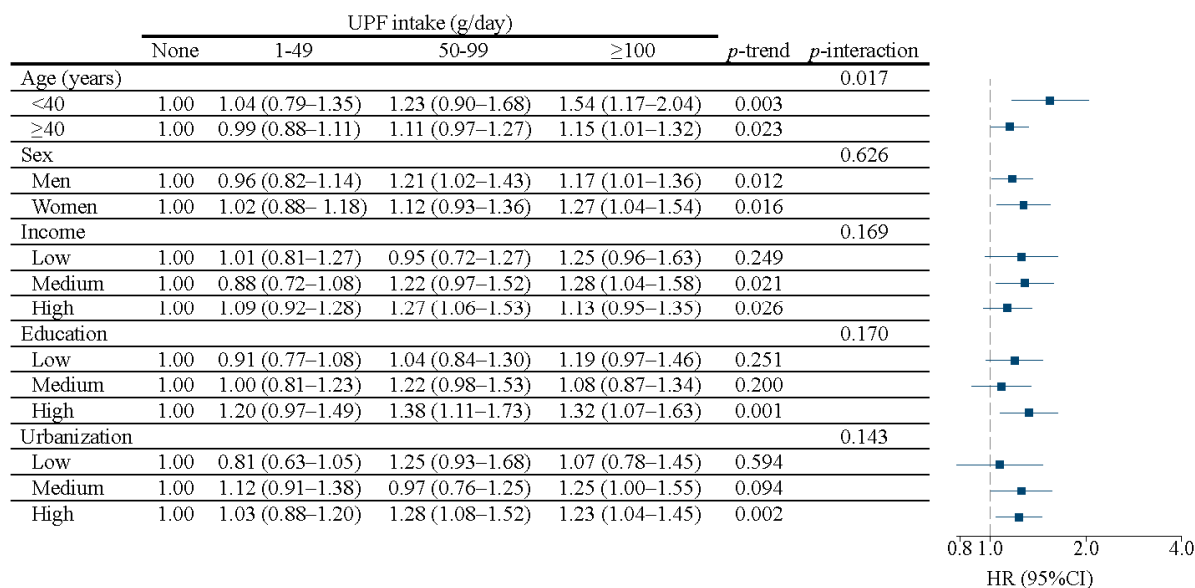 UPF intake (g/day)
None 1-49 50-99 ≥100 p-trend p-interaction
Age (years) 0.017
<40 1.00 1.04 (0.79–1.35) 1.23 (0.90–1.68) 1.54 (1.17–2.04) 0.003
≥40 1.00 0.99 (0.88–1.11) 1.11 (0.97–1.27) 1.15 (1.01–1.32) 0.023
Sex 0.626
Men 1.00 0.96 (0.82–1.14) 1.21 (1.02–1.43) 1.17 (1.01–1.36) 0.012
Women 1.00 1.02 (0.88– 1.18) 1.12 (0.93–1.36) 1.27 (1.04–1.54) 0.016
Income 0.169
Low 1.00 1.01 (0.81–1.27) 0.95 (0.72–1.27) 1.25 (0.96–1.63) 0.249
Medium 1.00 0.88 (0.72–1.08) 1.22 (0.97–1.52) 1.28 (1.04–1.58) 0.021
High 1.00 1.09 (0.92–1.28) 1.27 (1.06–1.53) 1.13 (0.95–1.35) 0.026
Education 0.170
Low 1.00 0.91 (0.77–1.08) 1.04 (0.84–1.30) 1.19 (0.97–1.46) 0.251
Medium 1.00 1.00 (0.81–1.23) 1.22 (0.98–1.53) 1.08 (0.87–1.34) 0.200
High 1.00 1.20 (0.97–1.49) 1.38 (1.11–1.73) 1.32 (1.07–1.63) 0.001
Urbanization 0.143
Low 1.00 0.81 (0.63–1.05) 1.25 (0.93–1.68) 1.07 (0.78–1.45) 0.594
Medium 1.00 1.12 (0.91–1.38) 0.97 (0.76–1.25) 1.25 (1.00–1.55) 0.094
High 1.00 1.03 (0.88–1.20) 1.28 (1.08–1.52) 1.23 (1.04–1.45) 0.002
0.8 1.0 2.0 4.0
HR (95%CI)